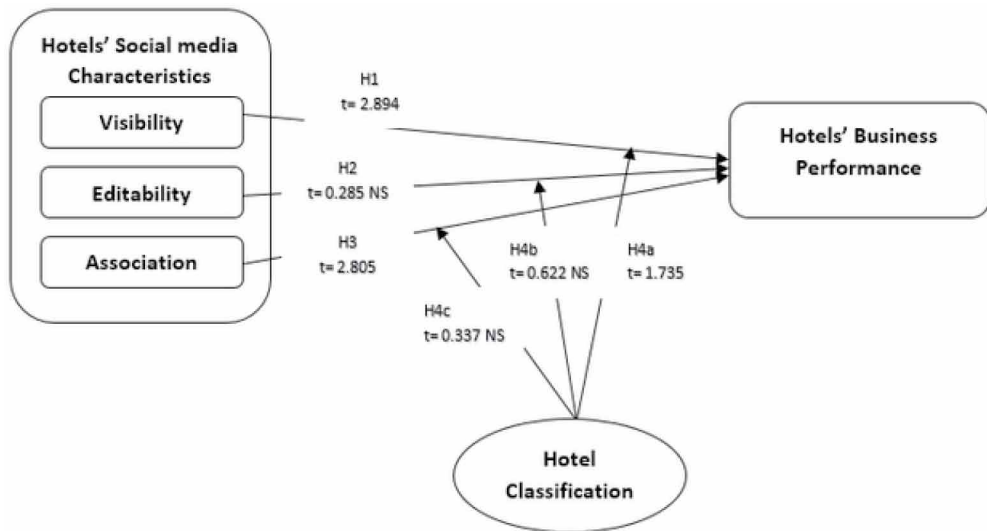 Hotels’ Social media
Characteristics
Visibility
Editability
Association
H1
t= 2.894
H2
t= 0.285 NS
H3
t= 2.805
H4a
t= 1.735
H4b
t= 0.622 NS
H4c
t= 0.337 NS
Hotels’ Business
Performance
Hotel
Classification